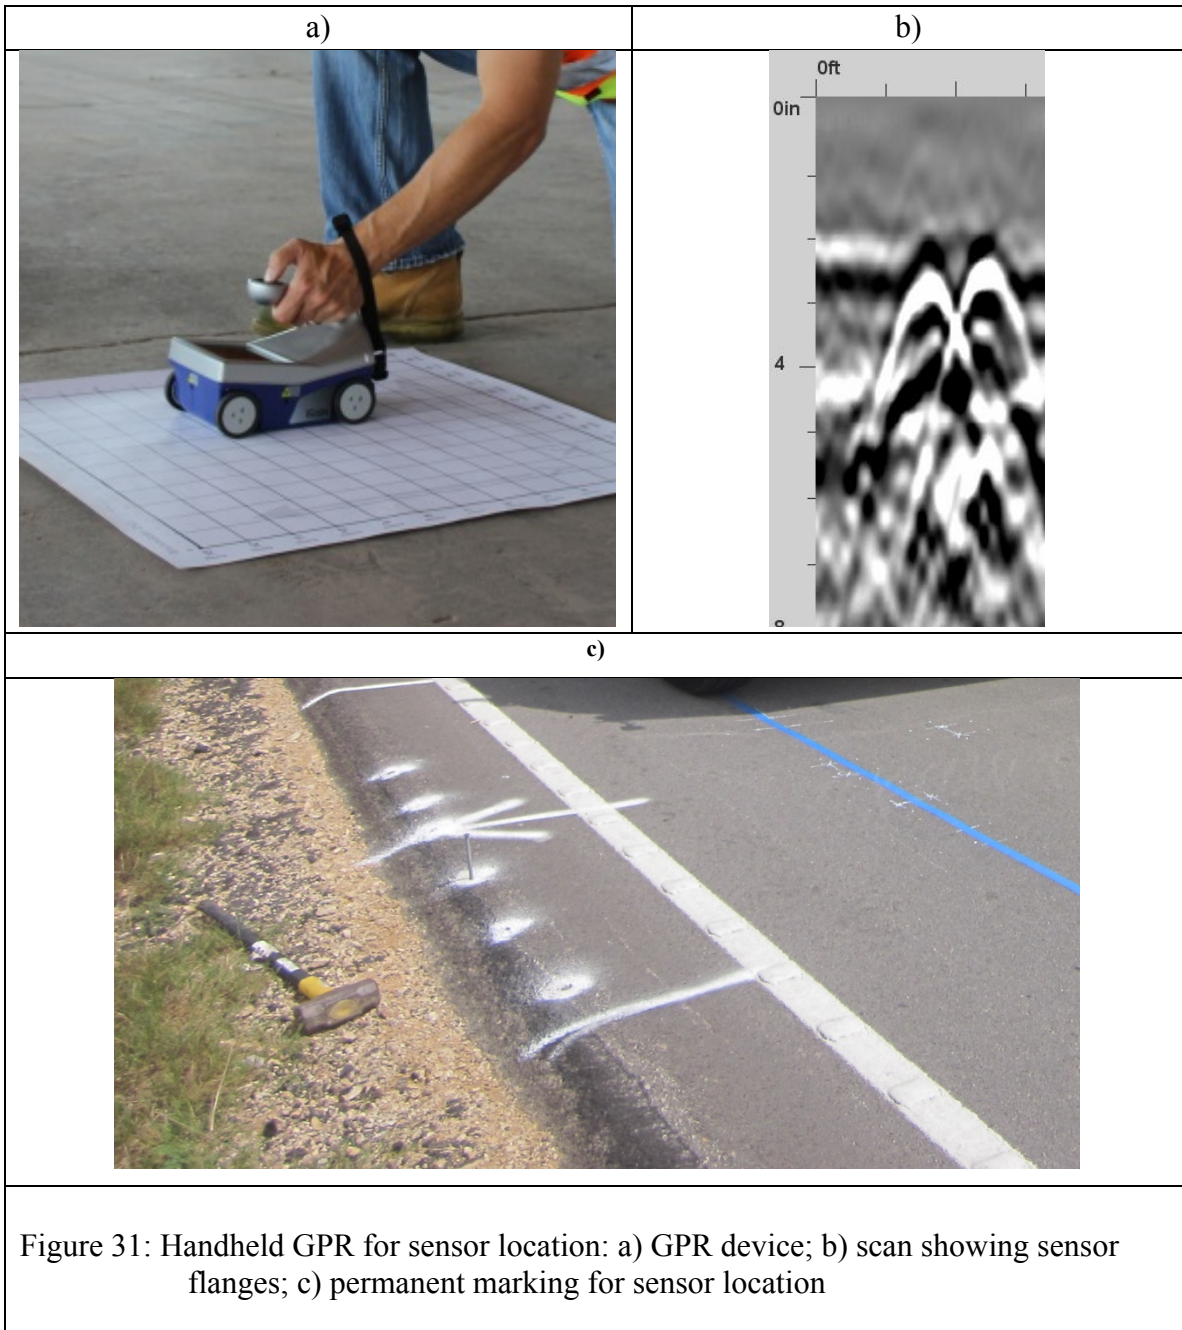 a)
b)
0ft
0in
4
8
c)
Figure 31: Handheld GPR for sensor location: a) GPR device; b) scan showing sensor
flanges; c) permanent marking for sensor location